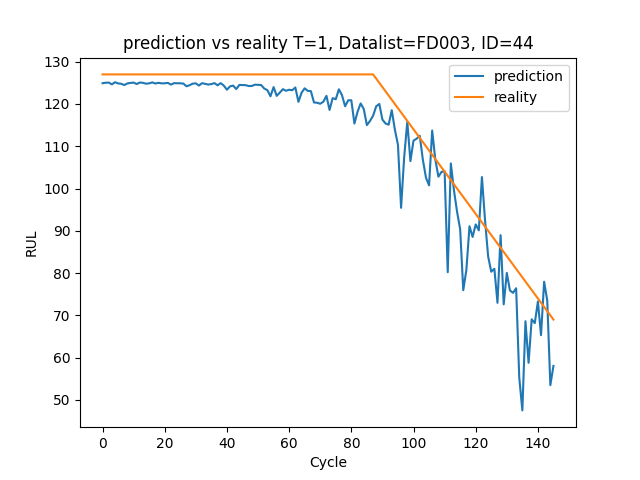 prediction vs reality T=1, Datalist=FD003, ID=44
prediction
reality
130
120
110
100
90
80
70
60
50
RUL
0 20 40 60 80 100 120 140
Cycle